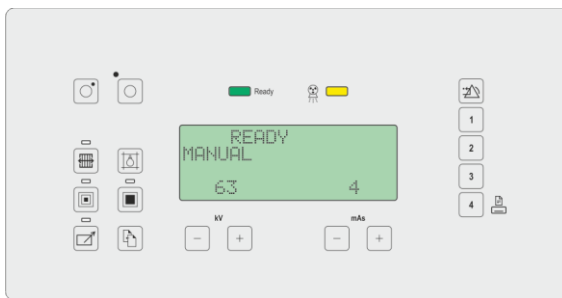 Ready
READY
MANUAL
63 4
kV mAs
- + - +
1
2
3
4